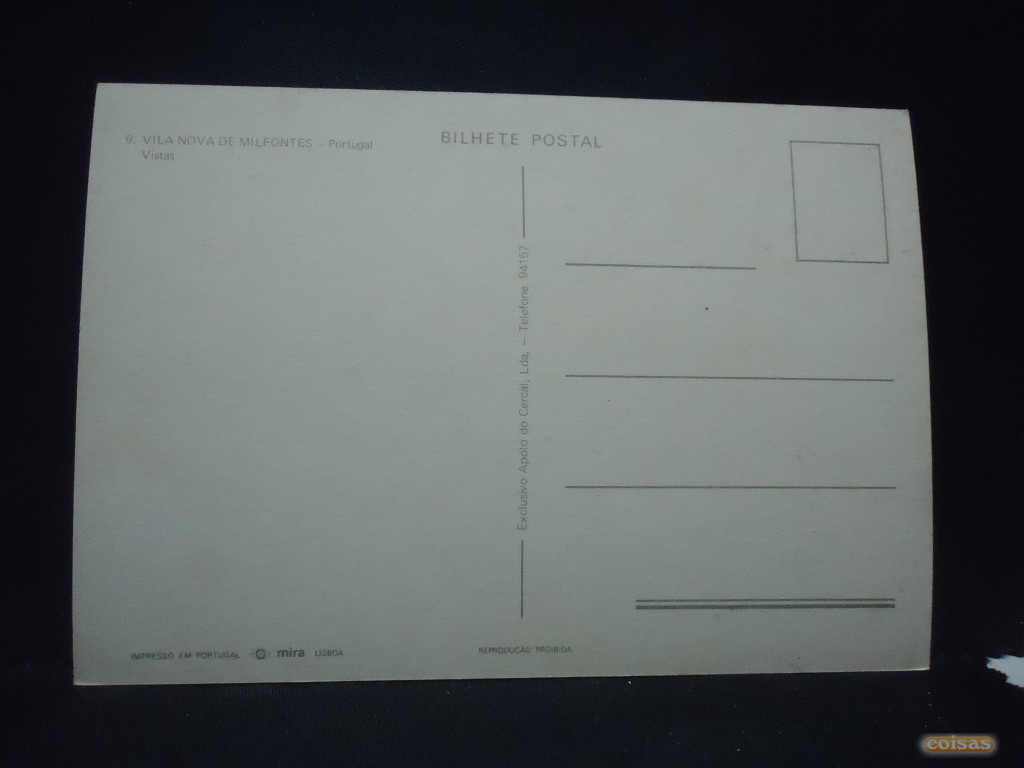 9. VILA NOVA DE MILFONTES - Portugal
Vistas
BILHETE POSTAL
Exclusivo Apolo do Cercal, Lda, - Telefone. 94157
IMPRESSO EM PORTUGAL mira LISBOA
REPRODUÇÃO PROIBIDA
coisas